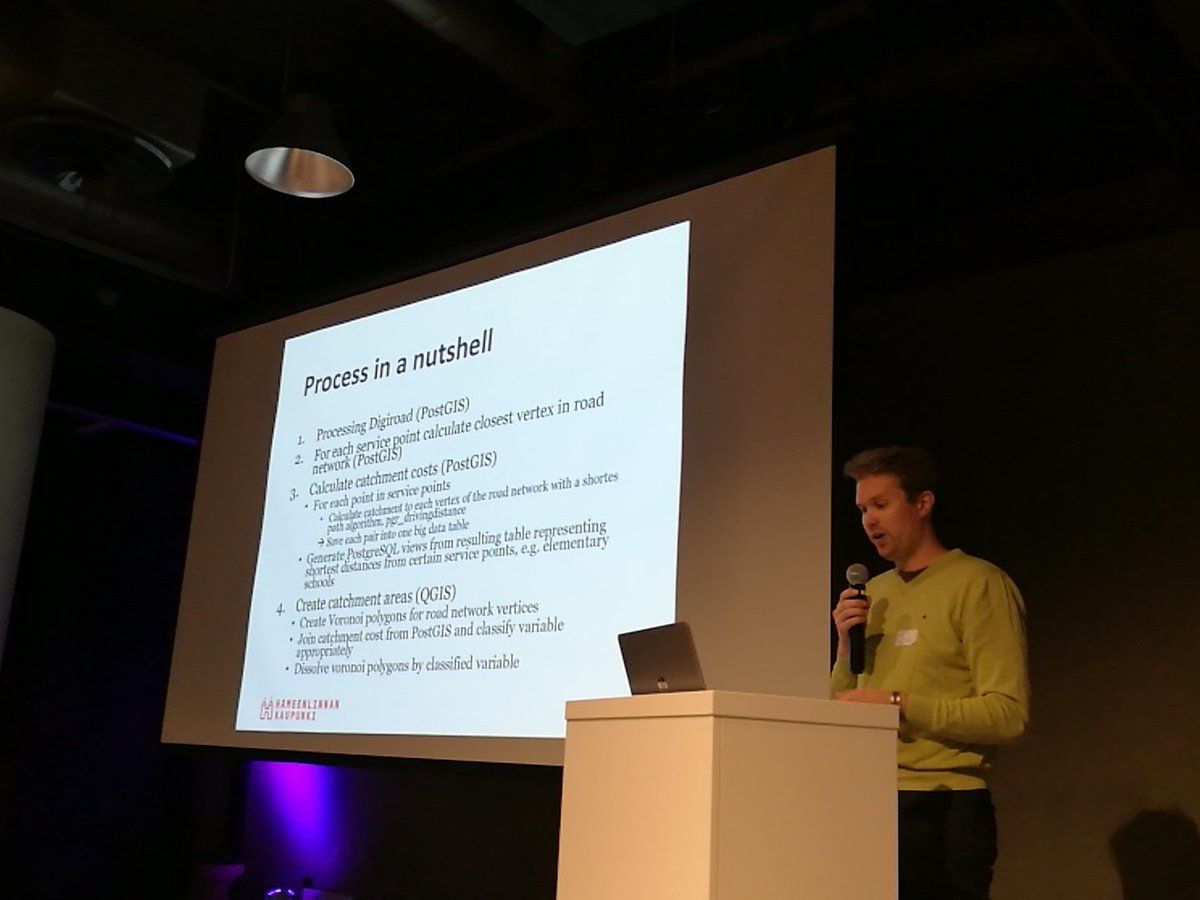 Process in a nutshell
1. Processing Digiroad (PostGIS)
2. For each service point calculate closest vertex in road
network (PostGIS)
3. Calculate catchment costs (PostGIS)
• For each point in service points
• Calculate catchment to each vertex of the road network with a shortes
path algorithm, pgr_drivingdistance
→ Save each pair into one big data table
• Generate PostgreSQL views from resulting table representing
shortest distances from certain service points, e.g. elementary
schools
4. Create catchment areas (QGIS)
• Create Voronoi polygons for road network vertices
• Join catchment cost from PostGIS and classify variable
appropriately
• Dissolve voronoi polygons by classified variable
HÄMEENLINNAN
KAUPUNKI